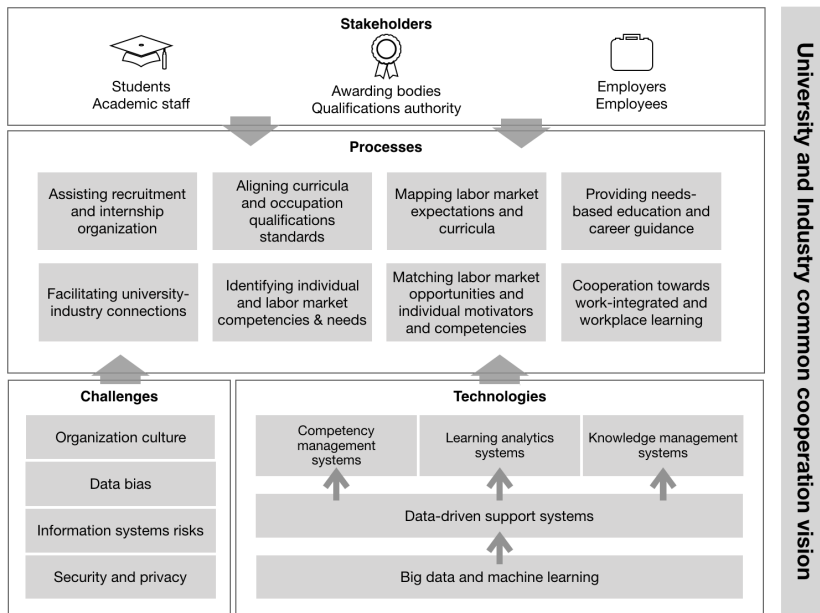 Stakeholders
Students
Academic staff
Awarding bodies
Qualifications authority
Employers
Employees
Processes
Assisting recruitment
and internship
organization
Aligning curricula
and occupation
qualifications
standards
Mapping labor market
expectations and
curricula
Providing needs-
based education and
career guidance
Facilitating university-
industry connections
Identifying individual
and labor market
competencies & needs
Matching labor market
opportunities and
individual motivators
and competencies
Cooperation towards
work-integrated and
workplace learning
Challenges
Organization culture
Data bias
Information systems risks
Security and privacy
Technologies
Competency
management
systems
Learning analytics
systems
Knowledge management
systems
Data-driven support systems
Big data and machine learning
University and Industry common cooperation vision